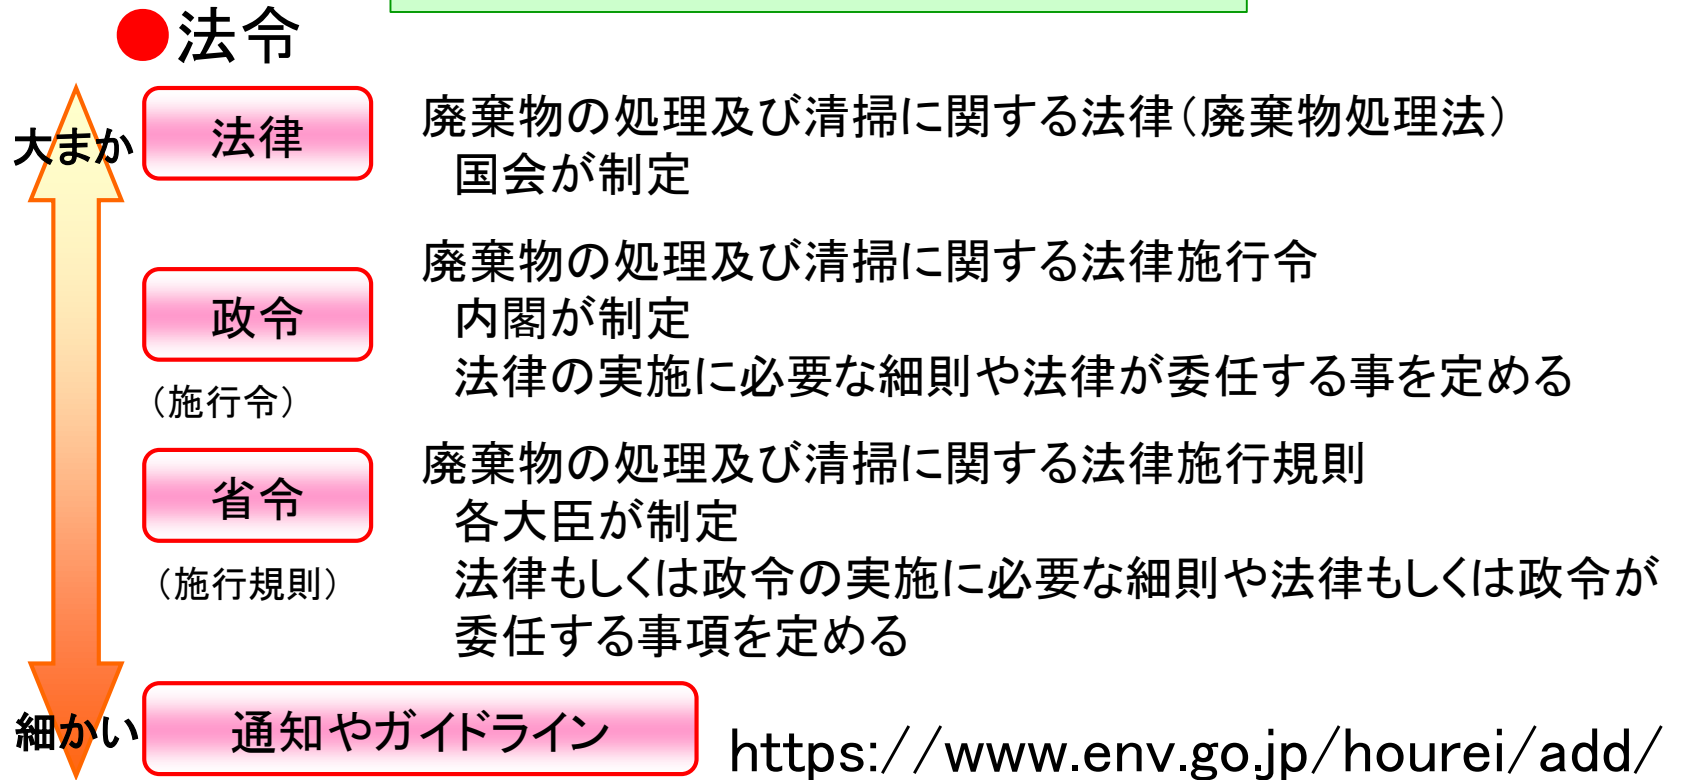 ●法令
大まか
法律
廃棄物の処理及び清掃に関する法律（廃棄物処理法）
国会が制定
政令
（施行令）
廃棄物の処理及び清掃に関する法律施行令
内閣が制定
法律の実施に必要な細則や法律が委任する事を定める
省令
（施行規則）
廃棄物の処理及び清掃に関する法律施行規則
各大臣が制定
法律もしくは政令の実施に必要な細則や法律もしくは政令が
委任する事項を定める
細かい
通知やガイドライン
https://www.env.go.jp/hourei/add/